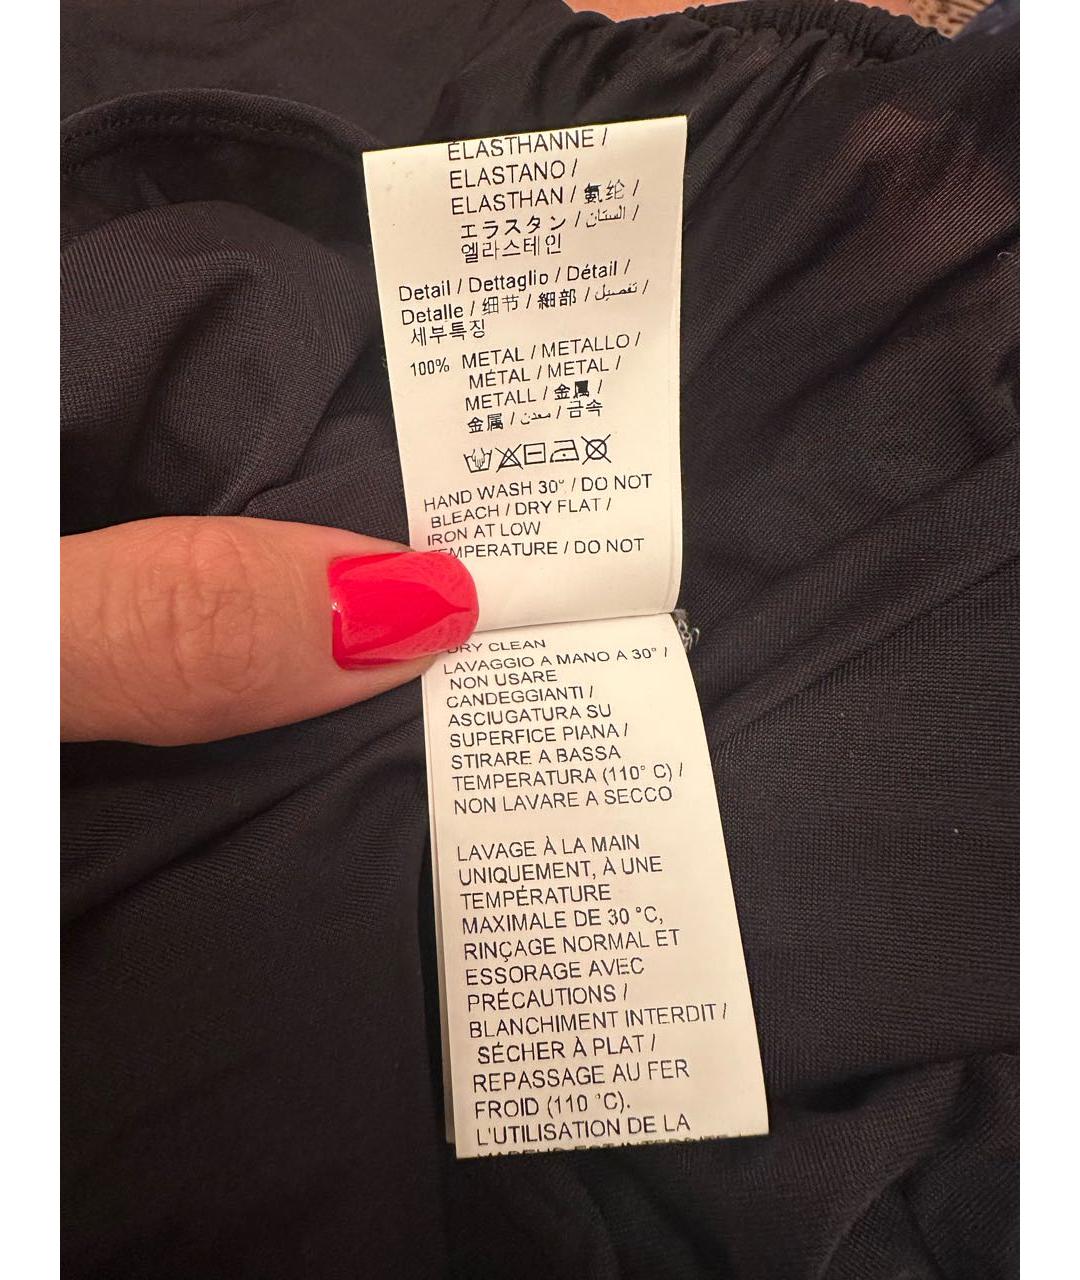 ÉLASTHANNE /
ELASTANO /
ELASTHAN / 氨纶 /
エラスタン / الستان /
엘라스테인
Detail / Dettaglio / Détail /
Detalle / 细节 / 細部 / تفصيل /
세부특징
100% METAL / METALLO /
MÉTAL / METAL /
METALL / 金属 /
金属 / معدن / 금속
HAND WASH 30° / DO NOT
BLEACH / DRY FLAT /
IRON AT LOW
TEMPERATURE / DO NOT
DRY CLEAN
LAVAGGIO A MANO A 30° /
NON USARE
CANDEGGIANTI /
ASCIUGATURA SU
SUPERFICE PIANA /
STIRARE A BASSA
TEMPERATURA (110° C) /
NON LAVARE A SECCO
LAVAGE À LA MAIN
UNIQUEMENT, À UNE
TEMPÉRATURE
MAXIMALE DE 30 °C,
RINÇAGE NORMAL ET
ESSORAGE AVEC
PRÉCAUTIONS /
BLANCHIMENT INTERDIT /
SÉCHER À PLAT /
REPASSAGE AU FER
FROID (110 °C).
L'UTILISATION DE LA